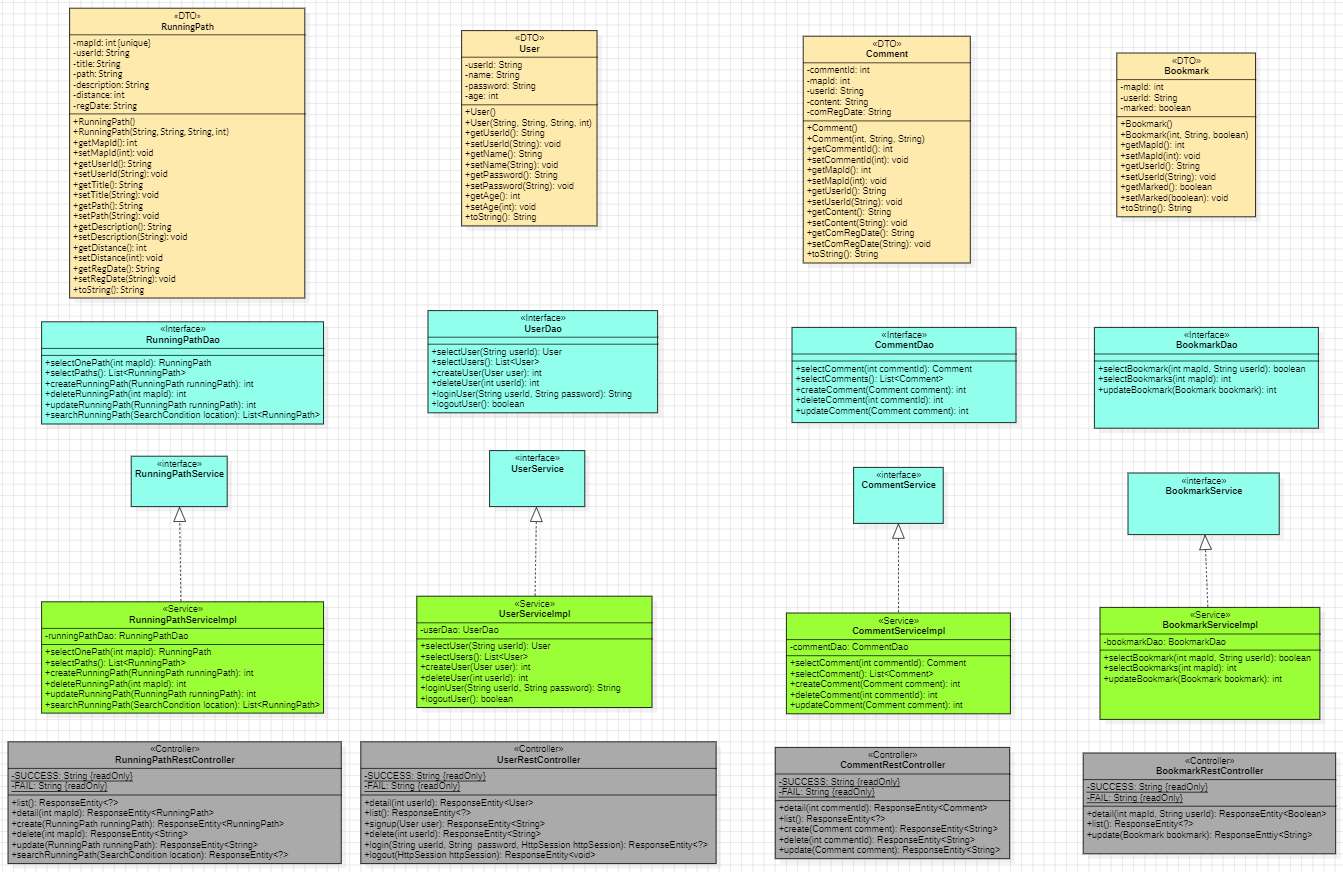 «DTO»
RunningPath
-mapId: int{unique}
-userId: String
-title: String
-path: String
-description: String
-distance: int
-regDate: String
+RunningPath()
+RunningPath(String, String, String, int)
+getMapId(): int
+setMapId(int): void
+getUserId(): String
+setUserId(String): void
+getTitle(): String
+setTitle(String): void
+getPath(): String
+setPath(String): void
+getDescription(): String
+setDescription(String): void
+getDistance(): int
+setDistance(int): void
+getRegDate(): String
+setRegDate(String): void
+toString(): String
«DTO»
User
-userId: String
-name: String
-password: String
-age: int
+User()
+User(String, String, String, int)
+getUserId(): String
+setUserId(String): void
+getName(): String
+setName(String): void
+getPassword(): String
+setPassword(String): void
+getAge(): int
+setAge(int): void
+toString(): String
«DTO»
Comment
-commentId: int
-mapId: int
-userId: String
-content: String
-comRegDate: String
+Comment()
+Comment(int, String, String)
+getCommentId(): int
+setCommentId(int): void
+getMapId(): int
+setMapId(int): void
+getUserId(): String
+setUserId(String): void
+getContent(): String
+setContent(String): void
+getComRegDate(): String
+setComRegDate(String): void
+toString(): String
«DTO»
Bookmark
-mapId: int
-userId: String
-marked: boolean
+Bookmark()
+Bookmark(int, String, boolean)
+getMapId(): int
+setMapId(int): void
+getUserId(): String
+setUserId(String): void
+getMarked(): boolean
+setMarked(boolean): void
+toString(): String
«Interface»
RunningPathDao
+selectOnePath(int mapId): RunningPath
+selectPaths(): List<RunningPath>
+createRunningPath(RunningPath runningPath): int
+deleteRunningPath(int mapId): int
+updateRunningPath(RunningPath runningPath): int
+searchRunningPath(SearchCondition location): List<RunningPath>
«Interface»
UserDao
+selectUser(String userId): User
+selectUsers(): List<User>
+createUser(User user): int
+deleteUser(int userId): int
+loginUser(String userId, String password): String
+logoutUser(): boolean
«Interface»
CommentDao
+selectComment(int commentId): Comment
+selectComments(): List<Comment>
+createComment(Comment comment): int
+deleteComment(int commentId): int
+updateComment(Comment comment): int
«Interface»
BookmarkDao
+selectBookmark(int mapId, String userId): boolean
+selectBookmarks(int mapId): int
+updateBookmark(Bookmark bookmark): int
«interface»
RunningPathService
«interface»
UserService
«interface»
CommentService
«interface»
BookmarkService
«Service»
RunningPathServiceImpl
-runningPathDao: RunningPathDao
+selectOnePath(int mapId): RunningPath
+selectPaths(): List<RunningPath>
+createRunningPath(RunningPath runningPath): int
+deleteRunningPath(int mapId): int
+updateRunningPath(RunningPath runningPath): int
+searchRunningPath(SearchCondition location): List<RunningPath>
«Service»
UserServiceImpl
-userDao: UserDao
+selectUser(String userId): User
+selectUsers(): List<User>
+createUser(User user): int
+deleteUser(int userId): int
+loginUser(String userId, String password): String
+logoutUser(): boolean
«Service»
CommentServiceImpl
-commentDao: CommentDao
+selectComment(int commentId): Comment
+selectComment(): List<Comment>
+createComment(Comment comment): int
+deleteComment(int commentId): int
+updateComment(Comment comment): int
«Service»
BookmarkServiceImpl
-bookmarkDao: BookmarkDao
+selectBookmark(int mapId, String userId): boolean
+selectBookmarks(int mapId): int
+updateBookmark(Bookmark bookmark): int
«Controller»
RunningPathRestController
-SUCCESS: String {readOnly}
-FAIL: String {readOnly}
+list(): ResponseEntity<?>
+detail(int mapId): ResponseEntity<RunningPath>
+create(RunningPath runningPath): ResponseEntity<RunningPath>
+delete(int mapId): ResponseEntity<String>
+update(RunningPath runningPath): ResponseEntity<String>
+searchRunningPath(SearchCondition location): ResponseEntity<?>
«Controller»
UserRestController
-SUCCESS: String {readOnly}
-FAIL: String {readOnly}
+detail(int userId): ResponseEntity<User>
+list(): ResponseEntity<?>
+signup(User user): ResponseEntity<String>
+delete(int userId): ResponseEntity<String>
+login(String userId, String password, HttpSession httpSession): ResponseEntity<?>
+logout(HttpSession httpSession): ResponseEntity<void>
«Controller»
CommentRestController
-SUCCESS: String {readOnly}
-FAIL: String {readOnly}
+detail(int commentId): ResponseEntity<Comment>
+list(): ResponseEntity<?>
+create(Comment comment): ResponseEntity<String>
+delete(int commentId): ResponseEntity<String>
+update(Comment comment): ResponseEntity<String>
«Controller»
BookmarkRestController
-SUCCESS: String {readOnly}
-FAIL: String {readOnly}
+detail(int mapId, String userId): ResponseEntity<Boolean>
+list(): ResponseEntity<?>
+update(Bookmark bookmark): ResponseEntity<String>